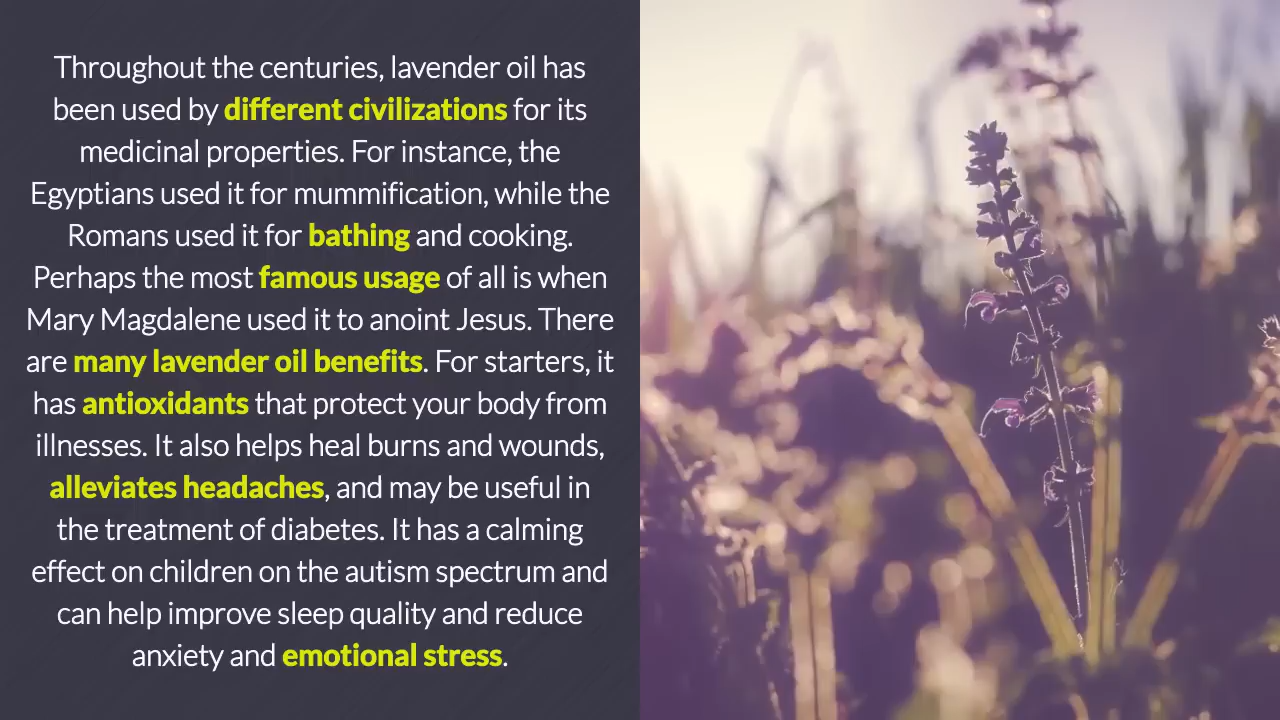 Throughout the centuries, lavender oil has
been used by different civilizations for its
medicinal properties. For instance, the
Egyptians used it for mummification, while the
Romans used it for bathing and cooking.
Perhaps the most famous usage of all is when
Mary Magdalene used it to anoint Jesus. There
are many lavender oil benefits. For starters, it
has antioxidants that protect your body from
illnesses. It also helps heal burns and wounds,
alleviates headaches, and may be useful in
the treatment of diabetes. It has a calming
effect on children on the autism spectrum and
can help improve sleep quality and reduce
anxiety and emotional stress.